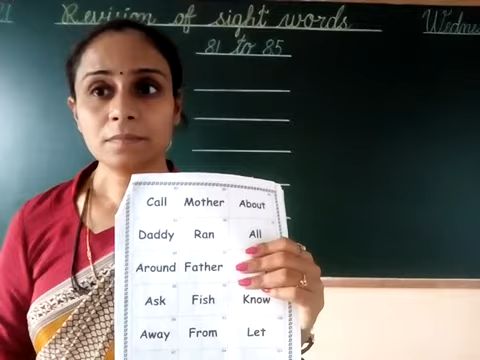 Revision of sight words
Wednes
81 to 85
Call Mother About
Daddy Ran All
Around Father
Ask Fish Know
Away From Let